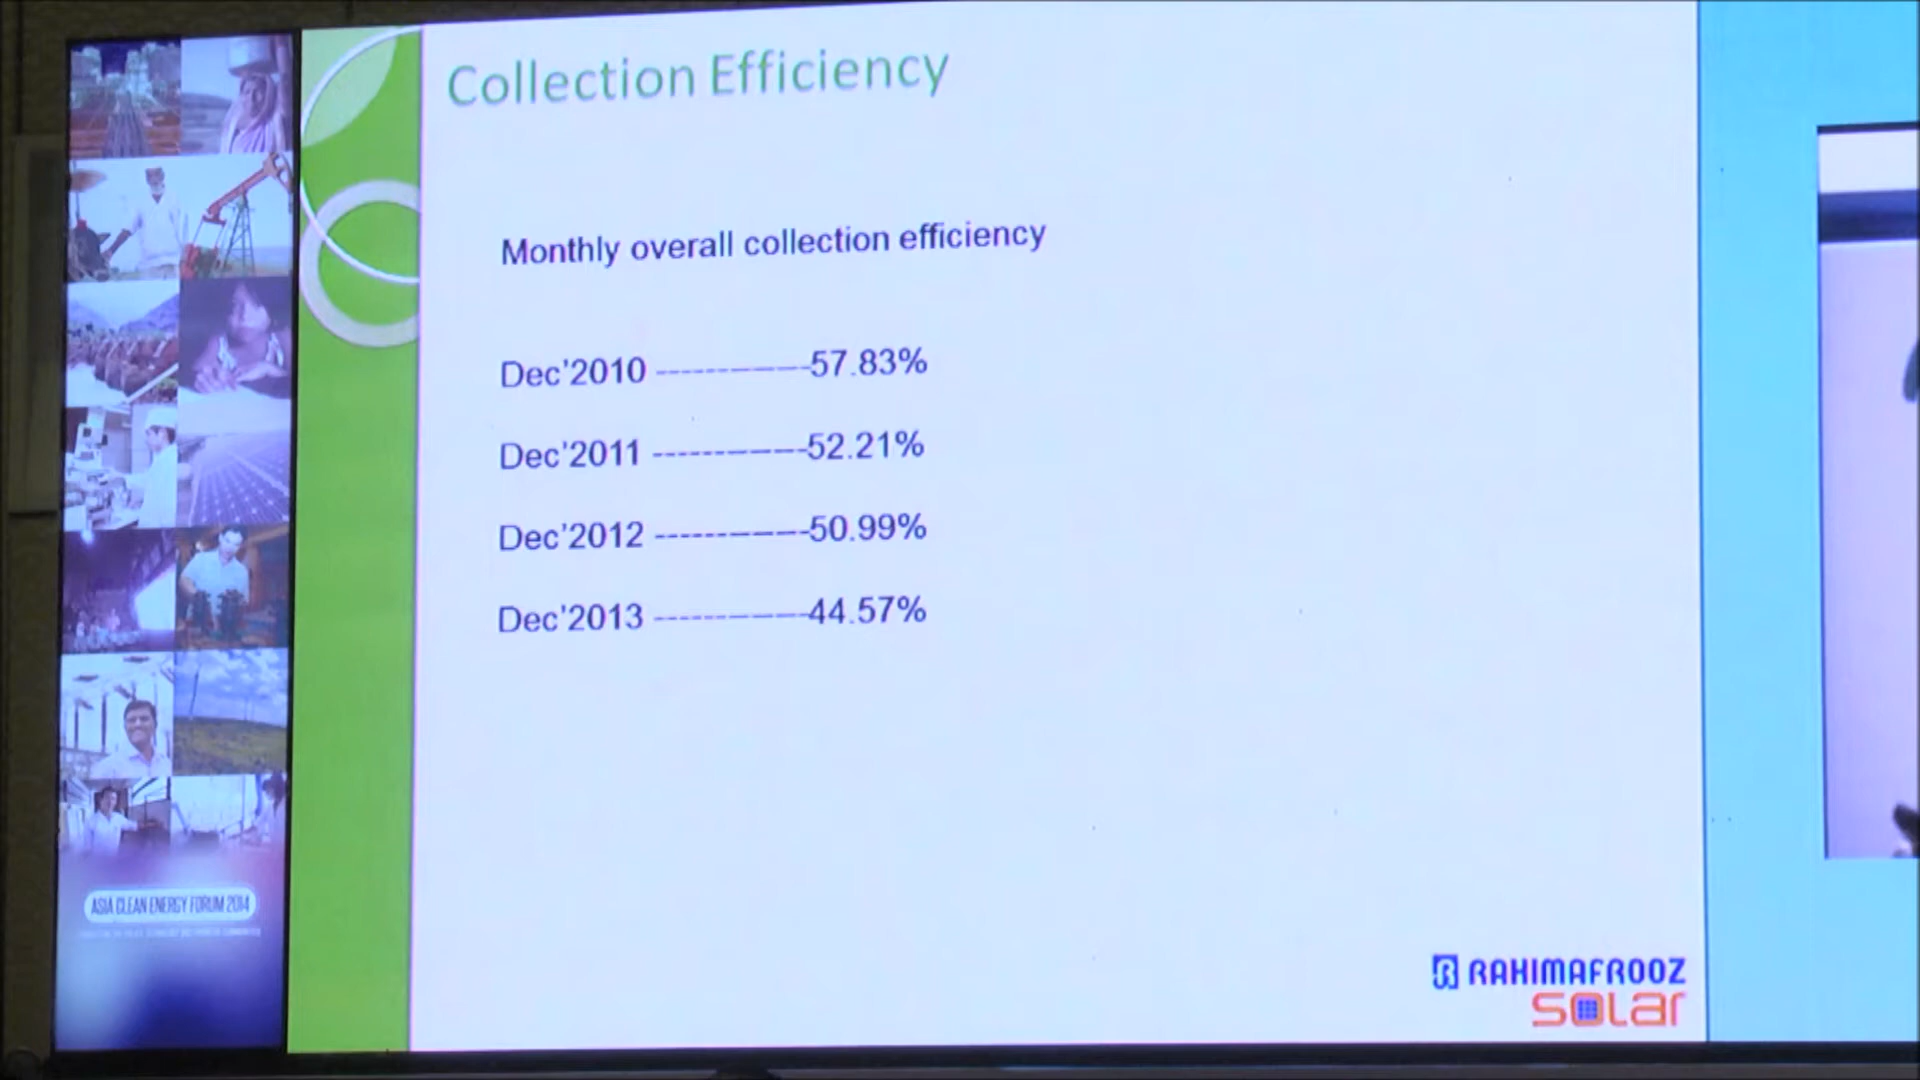 Collection Efficiency
Monthly overall collection efficiency
Dec'2010 --------------57.83%
Dec'2011 --------------52.21%
Dec'2012 --------------50.99%
Dec'2013 --------------44.57%
ASIA CLEAN ENERGY FORUM 2014
RAHIMAFROOZ
SOLAR